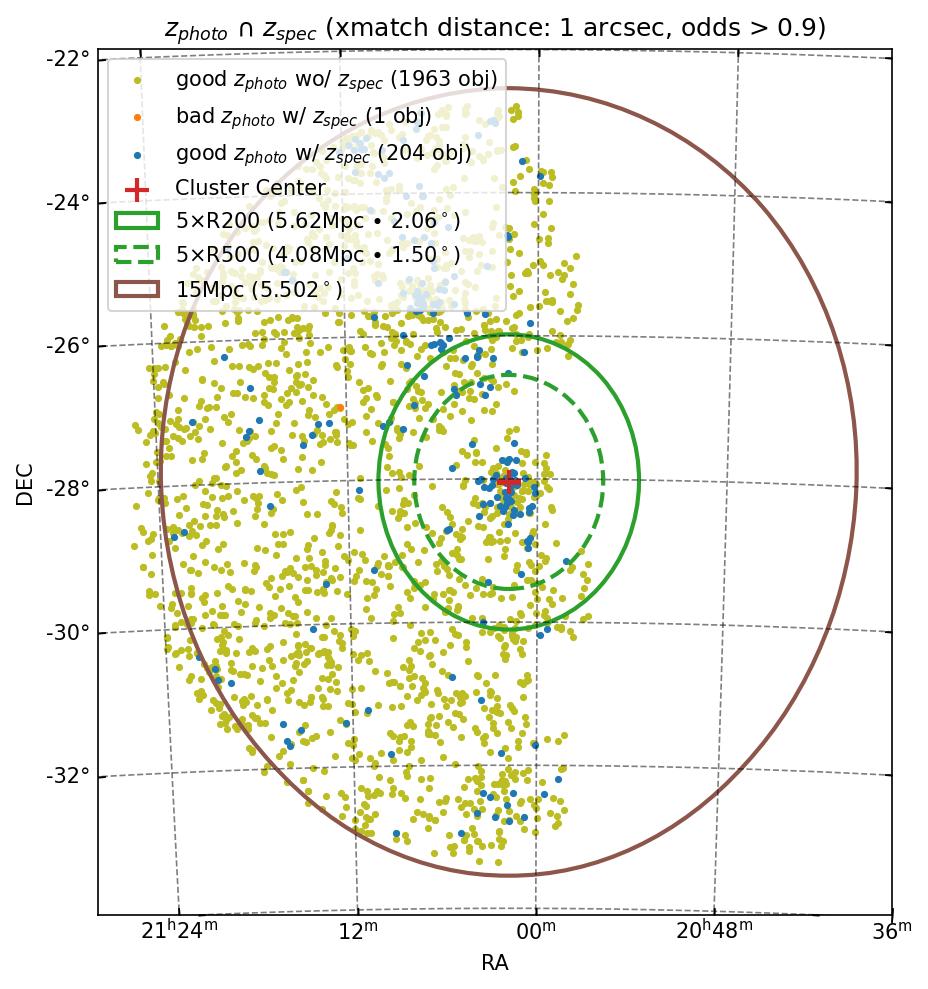 z_photo ∩ z_spec (xmatch distance: 1 arcsec, odds > 0.9)
good z_photo wo/ z_spec (1963 obj)
bad z_photo w/ z_spec (1 obj)
good z_photo w/ z_spec (204 obj)
Cluster Center
5×R200 (5.62Mpc • 2.06°)
5×R500 (4.08Mpc • 1.50°)
15Mpc (5.502°)
-22°
-24°
-26°
-28°
-30°
-32°
DEC
21h24m 12m 00m 20h48m 36m
RA